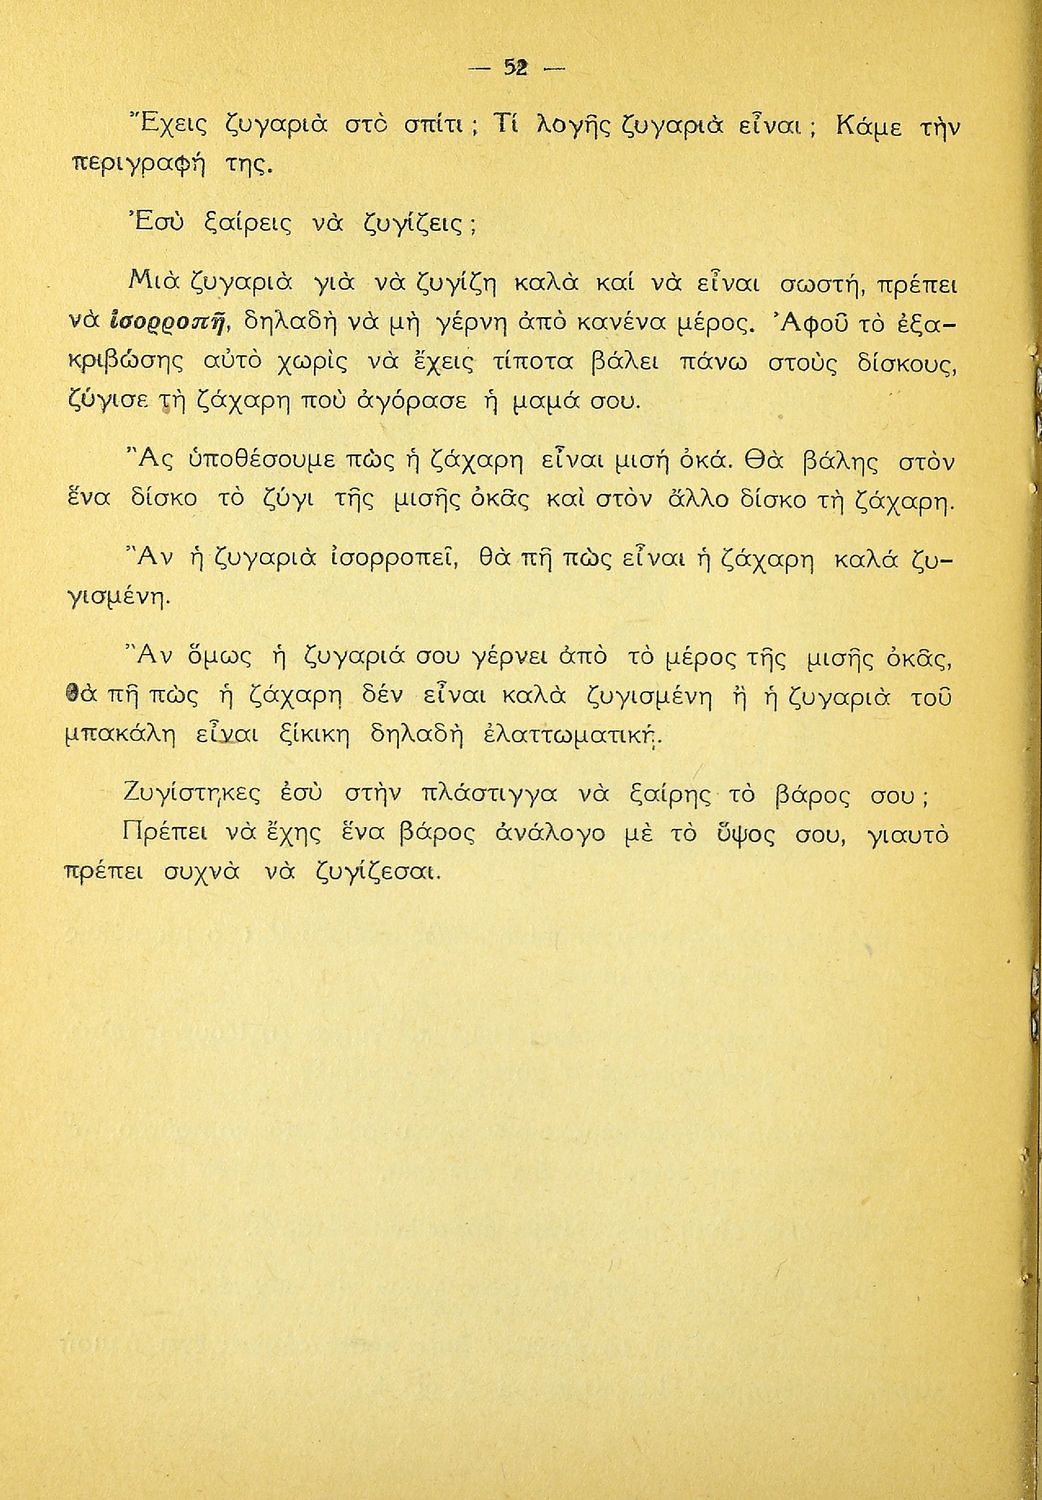 — 52 —
Ἔχεις ζυγαριὰ στὸ σπίτι ; Τί λογῆς ζυγαριὰ εἶναι ; Κάμε τὴν
περιγραφή της.
Ἐσὺ ξαίρεις νὰ ζυγίζεις ;
Μιὰ ζυγαριὰ γιὰ νὰ ζυγίζη καλὰ καί νὰ εἶναι σωστή, πρέπει
νὰ ἰσορροπῆ, δηλαδὴ νὰ μὴ γέρνη ἀπὸ κανένα μέρος. Ἀφοῦ τὸ ἐξα-
κριβώσης αὐτὸ χωρὶς νὰ ἔχεις τίποτα βάλει πάνω στοὺς δίσκους,
ζύγισε τὴ ζάχαρη ποὺ ἀγόρασε ἡ μαμά σου.
Ἂς ὑποθέσουμε πὼς ἡ ζάχαρη εἶναι μισή ὀκά. Θὰ βάλης στὸν
ἕνα δίσκο τὸ ζύγι τῆς μισῆς ὀκᾶς καὶ στὸν ἄλλο δίσκο τὴ ζάχαρη.
Ἂν ἡ ζυγαριὰ ἰσορροπεῖ, θὰ πῆ πὼς εἶναι ἡ ζάχαρη καλά ζυ-
γισμένη.
Ἂν ὅμως ἡ ζυγαριά σου γέρνει ἀπὸ τὸ μέρος τῆς μισῆς ὀκᾶς,
θὰ πῆ πὼς ἡ ζάχαρη δέν εἶναι καλὰ ζυγισμένη ἢ ἡ ζυγαριὰ τοῦ
μπακάλη εἶναι ξίκικη δηλαδὴ ἐλαττωματική.
Ζυγίστηκες ἐσὺ στὴν πλάστιγγα νὰ ξαίρης τὸ βάρος σου ;
Πρέπει νὰ ἔχης ἕνα βάρος ἀνάλογο μὲ τὸ ὕψος σου, γιαυτὸ
πρέπει συχνὰ νὰ ζυγίζεσαι.